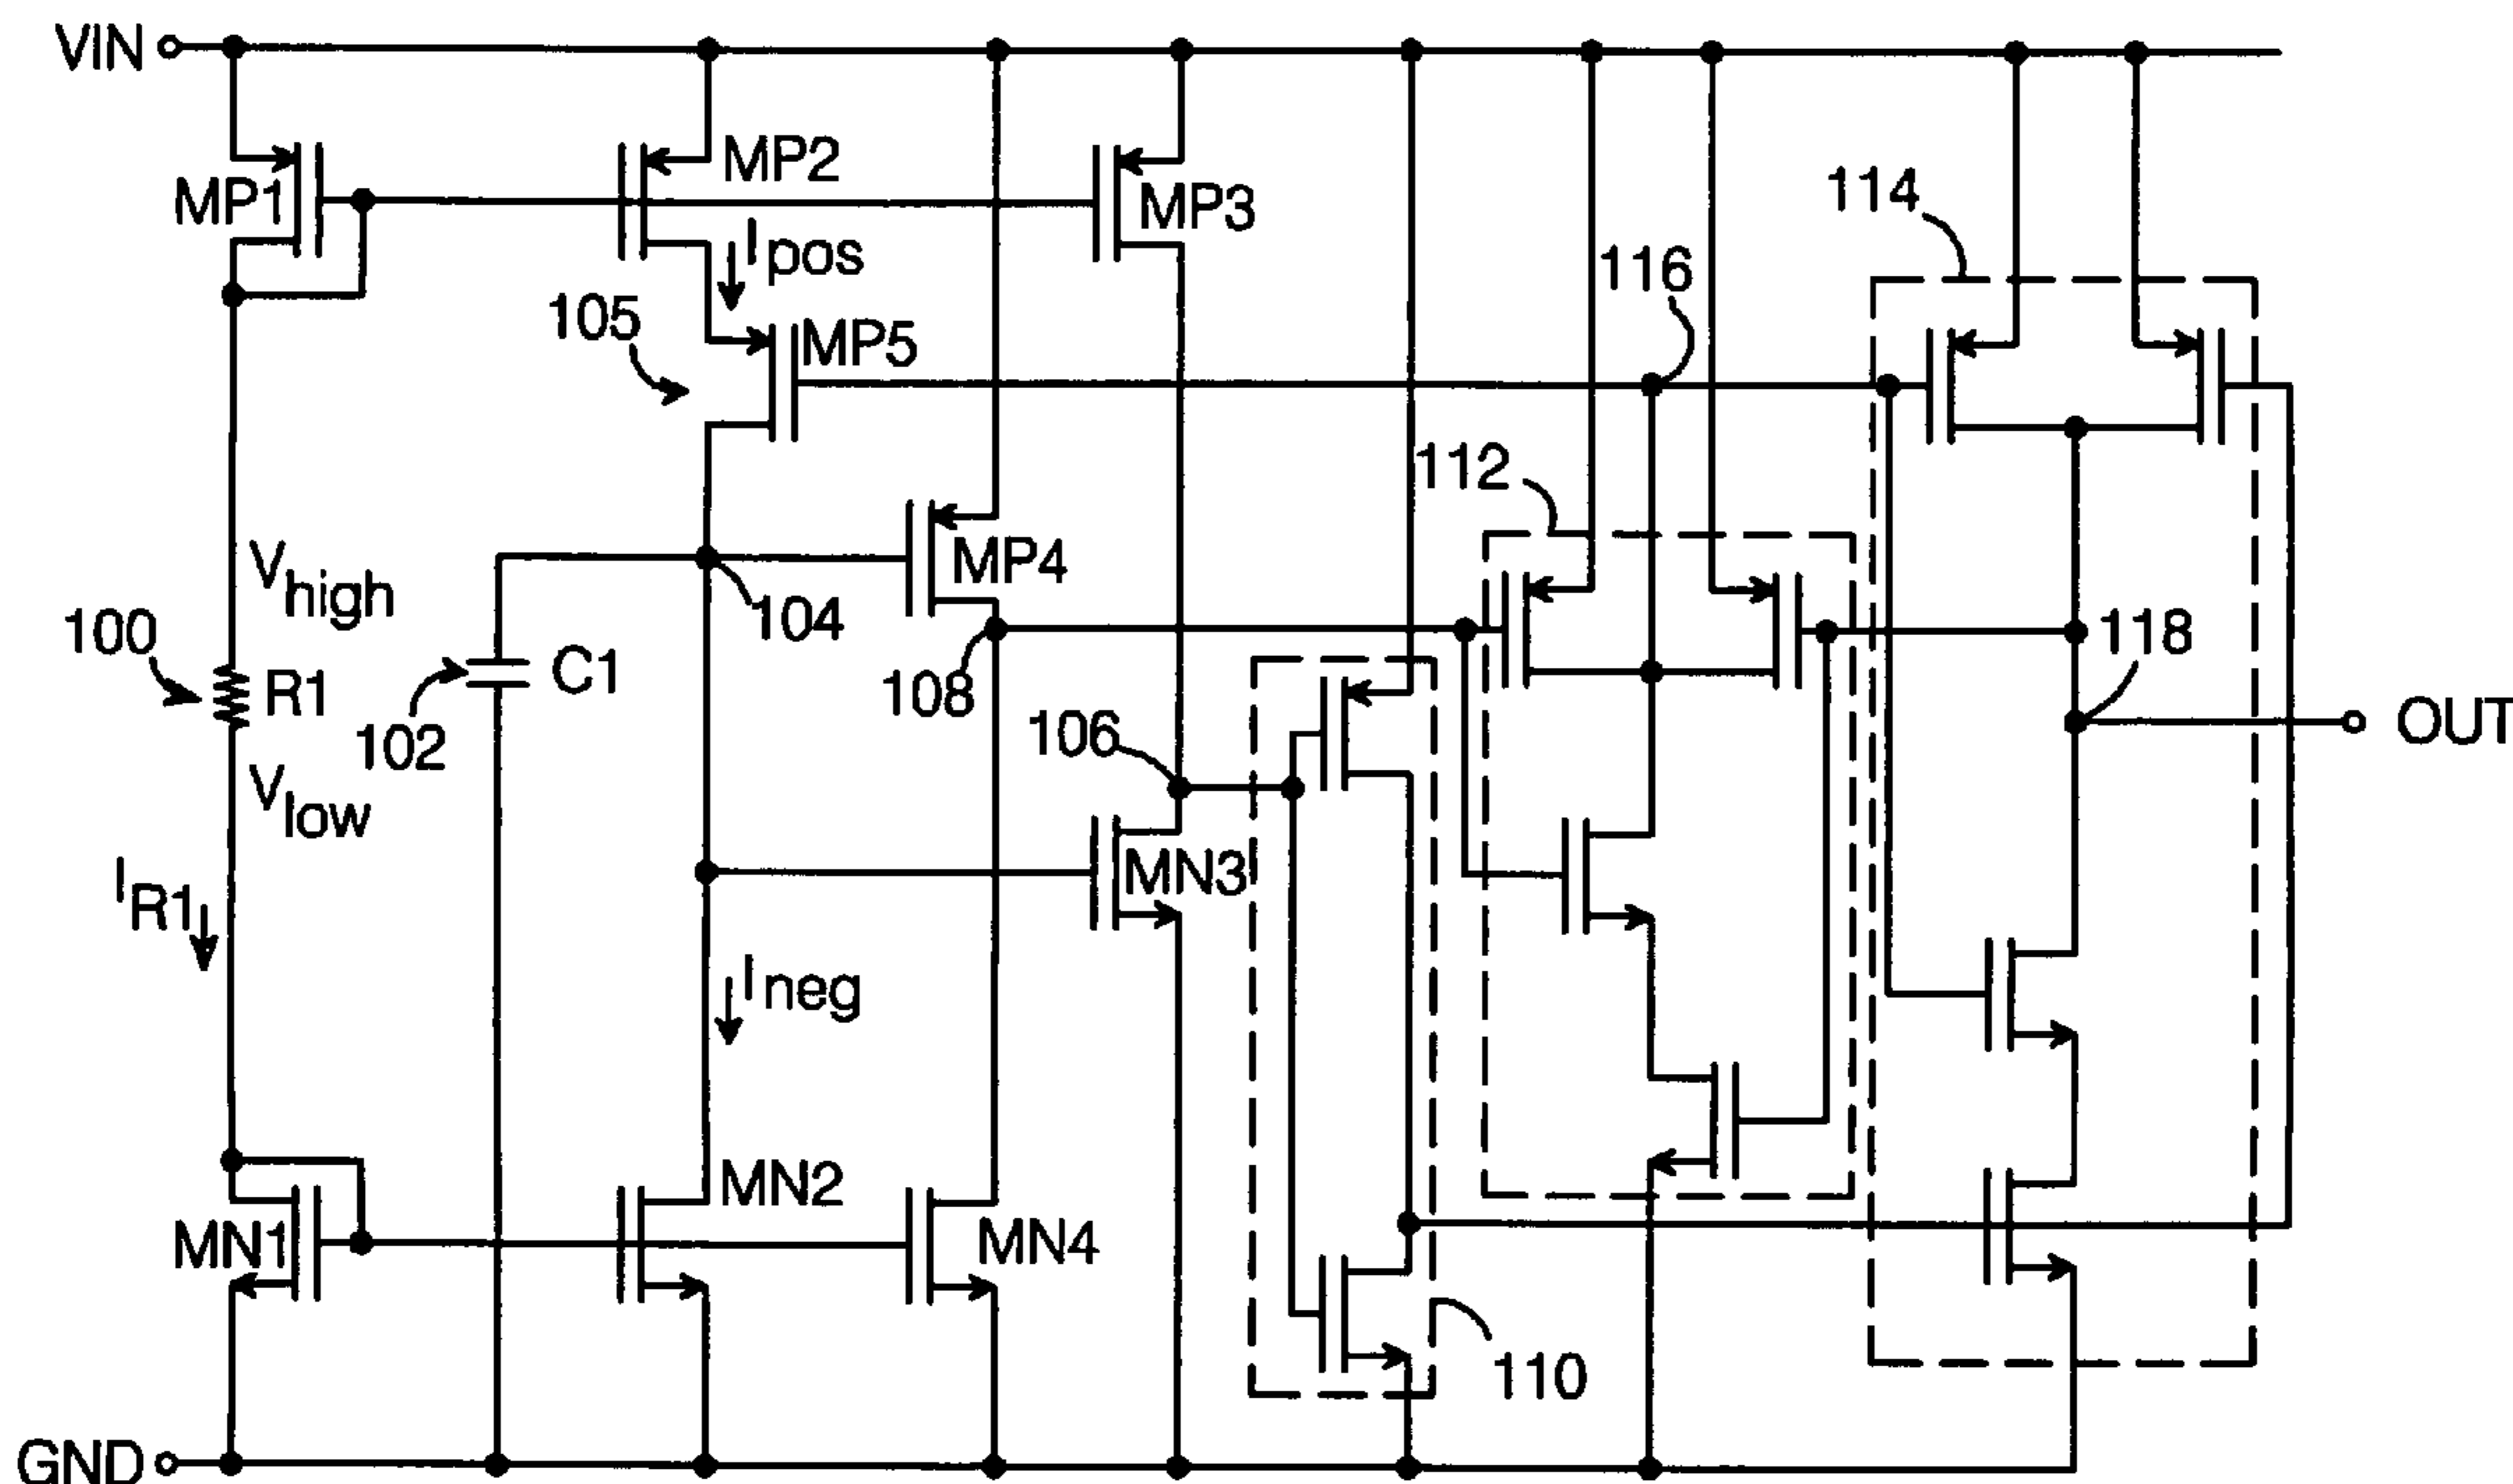 VIN
MP1
MP2
MP3
114
Ipos
116
105
MP5
112
Vhigh
MP4
104
118
100
R1
C1
108
102
106
OUT
Vlow
MN3
IR1
Ineg
MN2
MN1
MN4
110
GND